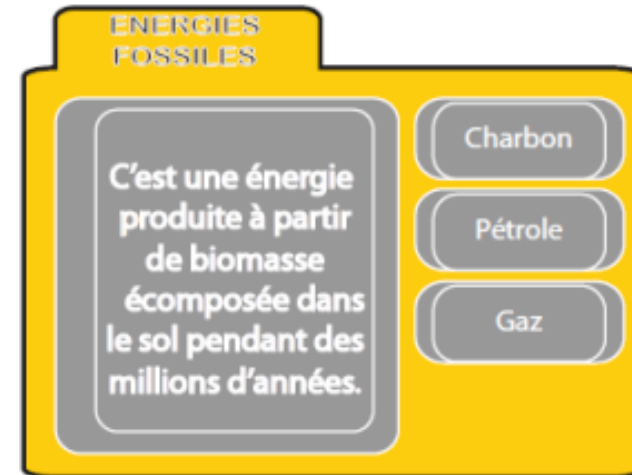 ENERGIES
FOSSILES
C'est une énergie
produite à partir
de biomasse
écomposée dans
le sol pendant des
millions d'années.
Charbon
Pétrole
Gaz